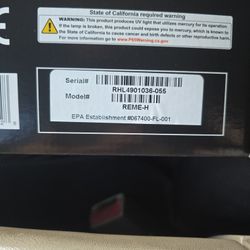 State of California warning
WARNING: This product produces UV light that utilizes mercury for its operation.
If the lamp is broken, this product could expose you to mercury, which is known to
the State of California to cause cancer and birth defects or other reproductive harm.
For more information go to www.P65Warning.ca.gov
Serial# RHL4901036-055
Model# REME-H
EPA Establishment #067400-FL-001